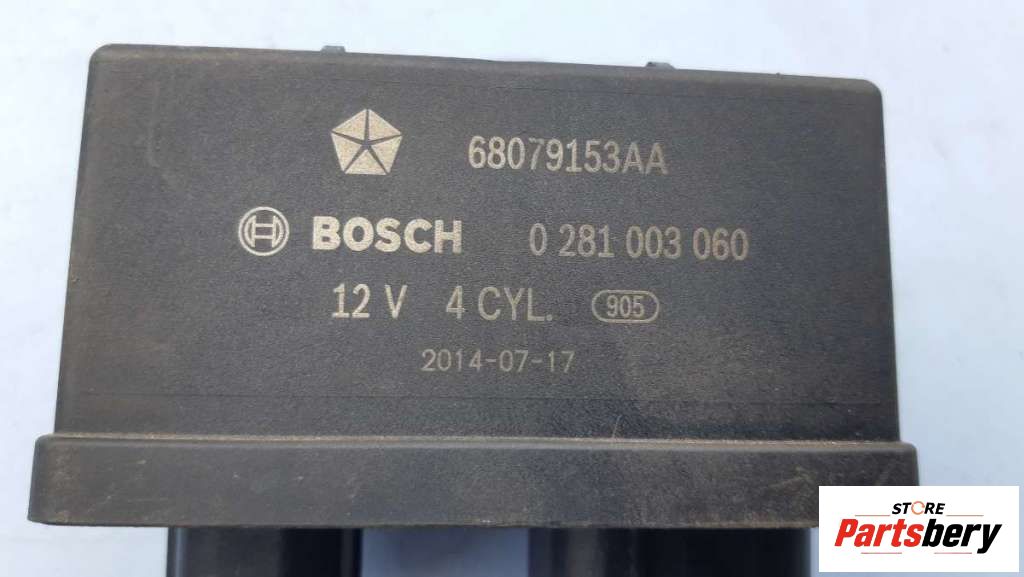 68079153AA
BOSCH 0 281 003 060
12 V 4 CYL. 905
2014-07-17
STORE
Partsbery